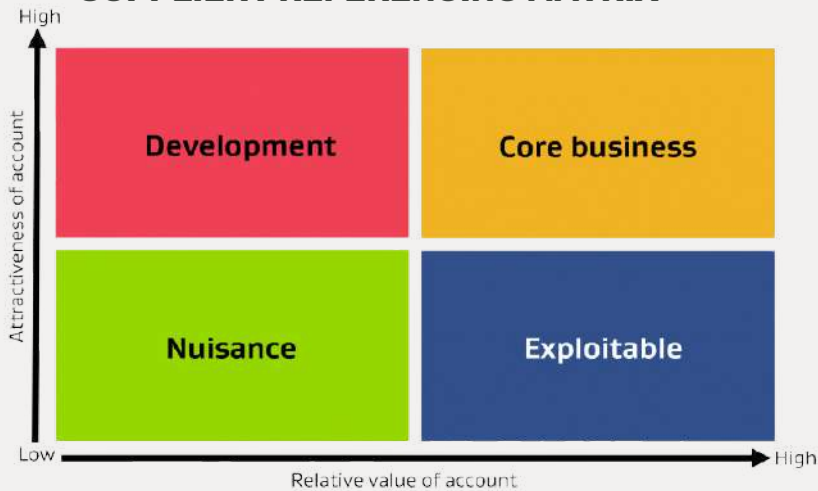 High
Development
Core business
Attractiveness of account
Nuisance
Exploitable
Low
High
Relative value of account